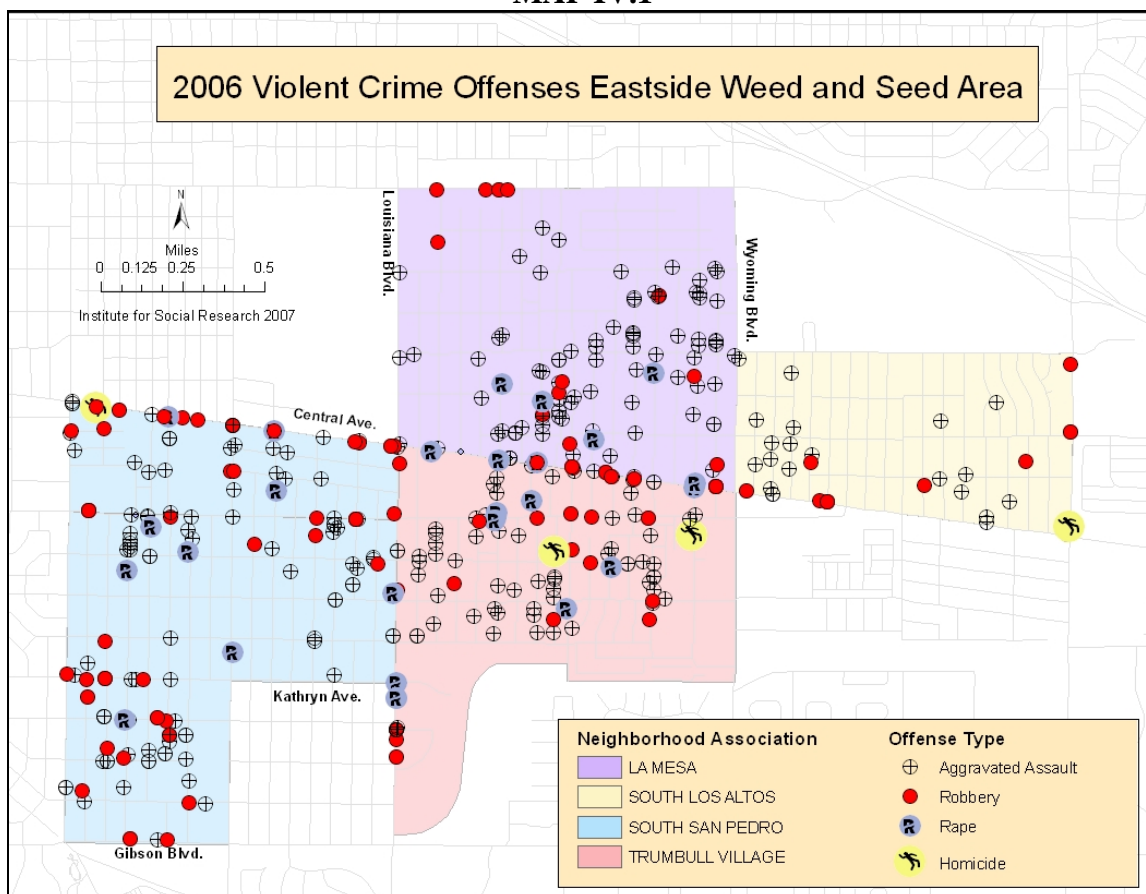 MAP IV.1
2006 Violent Crime Offenses Eastside Weed and Seed Area
N
Miles
0 0.125 0.25 0.5
Institute for Social Research 2007
Louisiana Blvd.
Wyoming Blvd.
Central Ave.
Kathryn Ave.
Gibson Blvd.
Neighborhood Association
LA MESA
SOUTH LOS ALTOS
SOUTH SAN PEDRO
TRUMBULL VILLAGE
Offense Type
Aggravated Assault
Robbery
Rape
Homicide